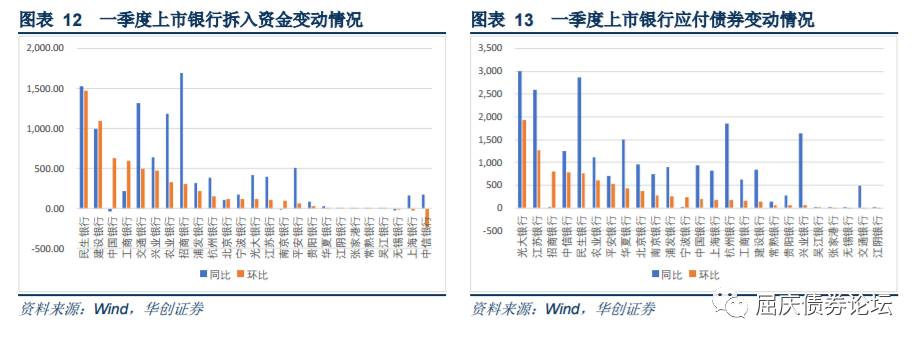 图表 12 一季度上市银行拆入资金变动情况
2,000.00
1,500.00
1,000.00
500.00
0.00
-500.00
民生银行
建设银行
中国银行
工商银行
交通银行
兴业银行
农业银行
招商银行
浦发银行
杭州银行
北京银行
宁波银行
光大银行
江苏银行
南京银行
平安银行
贵阳银行
华夏银行
江阴银行
张家港行
常熟银行
吴江银行
无锡银行
上海银行
中信银行
同比 环比
资料来源：Wind，华创证券
图表 13 一季度上市银行应付债券变动情况
3,500
3,000
2,500
2,000
1,500
1,000
500
0
-500
光大银行
江苏银行
招商银行
中信银行
民生银行
农业银行
平安银行
华夏银行
北京银行
南京银行
浦发银行
宁波银行
中国银行
上海银行
杭州银行
工商银行
建设银行
常熟银行
贵阳银行
兴业银行
吴江银行
张家港行
无锡银行
交通银行
江阴银行
同比 环比
资料来源：Wind，华创证券
屈庆债券论坛